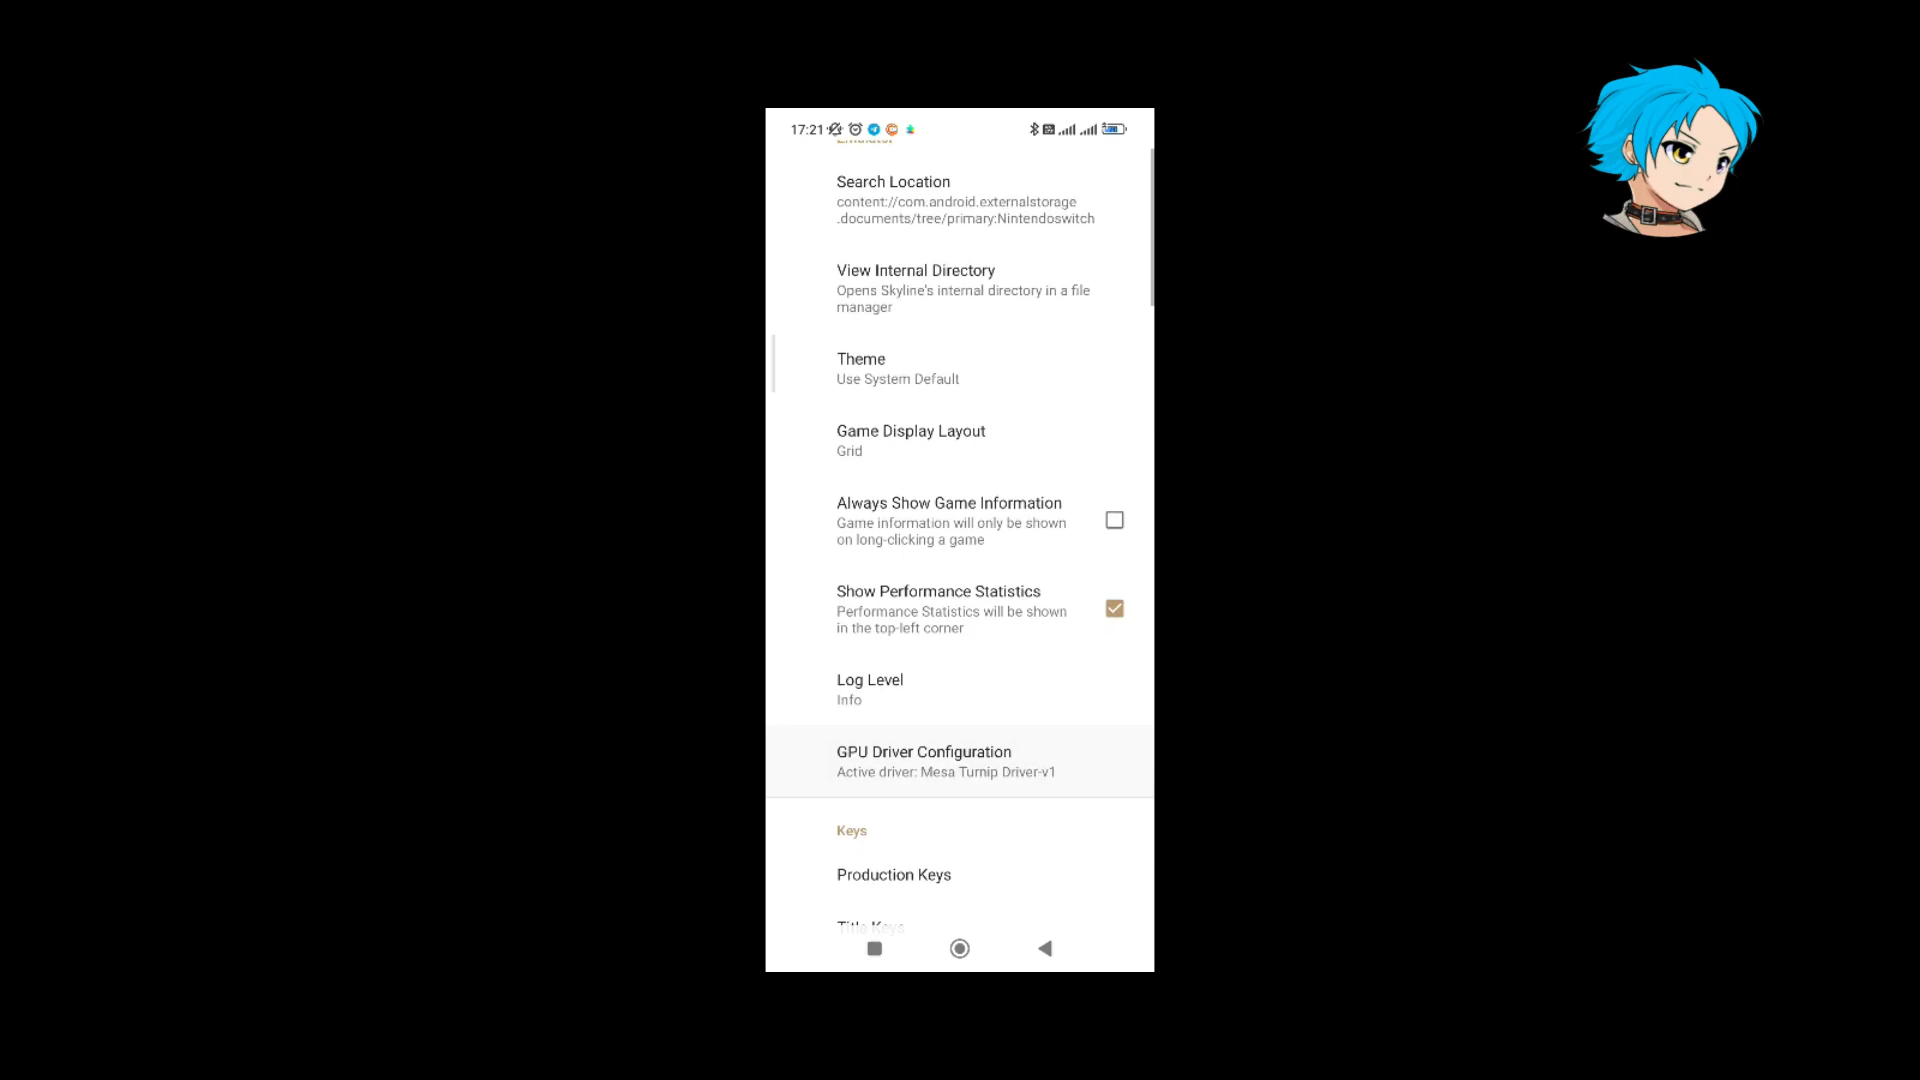 17:21
Emulator
Search Location
content://com.android.externalstorage
.documents/tree/primary:Nintendoswitch
View Internal Directory
Opens Skyline's internal directory in a file
manager
Theme
Use System Default
Game Display Layout
Grid
Always Show Game Information
Game information will only be shown
on long-clicking a game
Show Performance Statistics
Performance Statistics will be shown
in the top-left corner
Log Level
Info
GPU Driver Configuration
Active driver: Mesa Turnip Driver-v1
Keys
Production Keys
Title Keys